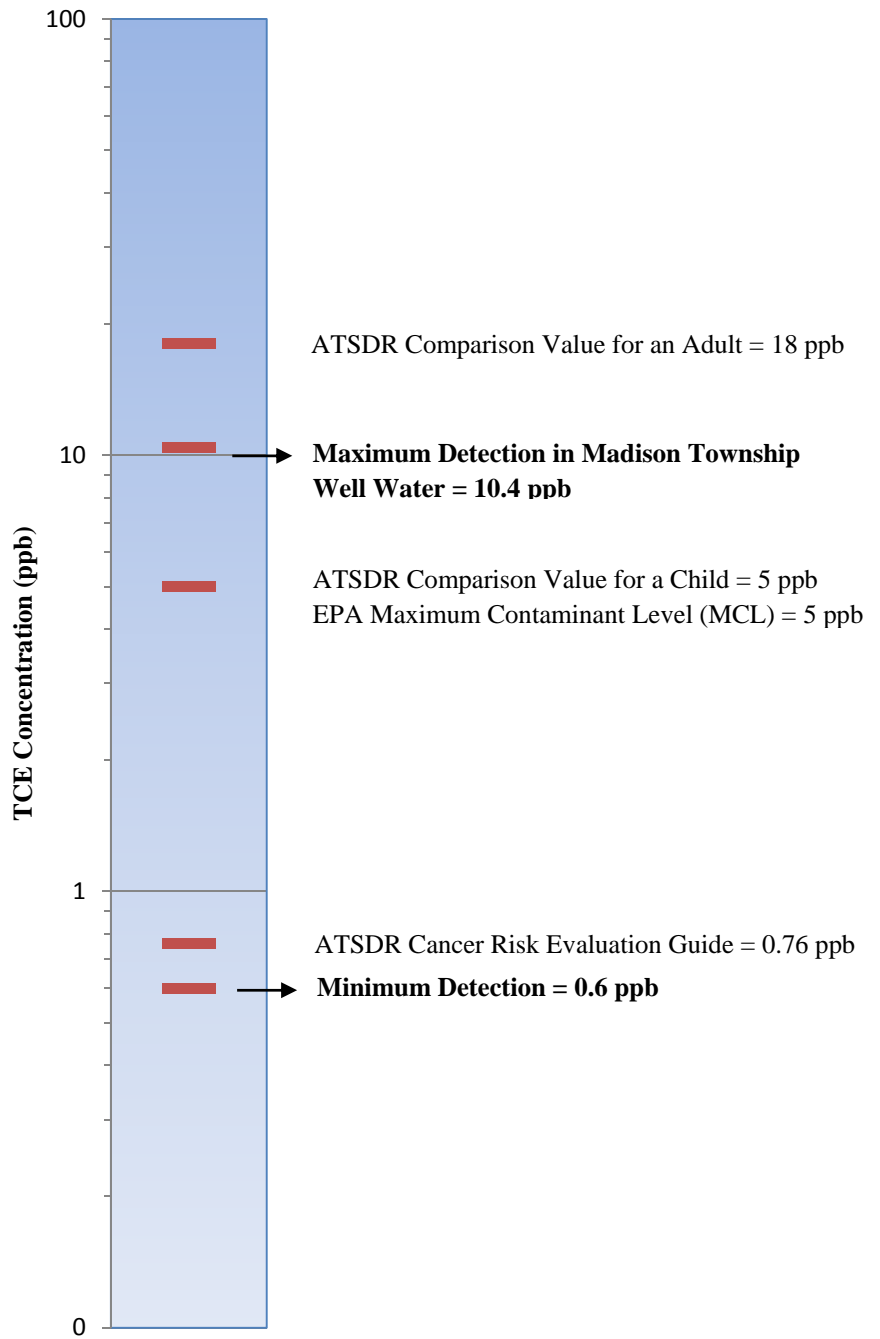 100
ATSDR Comparison Value for an Adult = 18 ppb
10
Maximum Detection in Madison Township
Well Water = 10.4 ppb
TCE Concentration (ppb)
ATSDR Comparison Value for a Child = 5 ppb
EPA Maximum Contaminant Level (MCL) = 5 ppb
1
ATSDR Cancer Risk Evaluation Guide = 0.76 ppb
Minimum Detection = 0.6 ppb
0